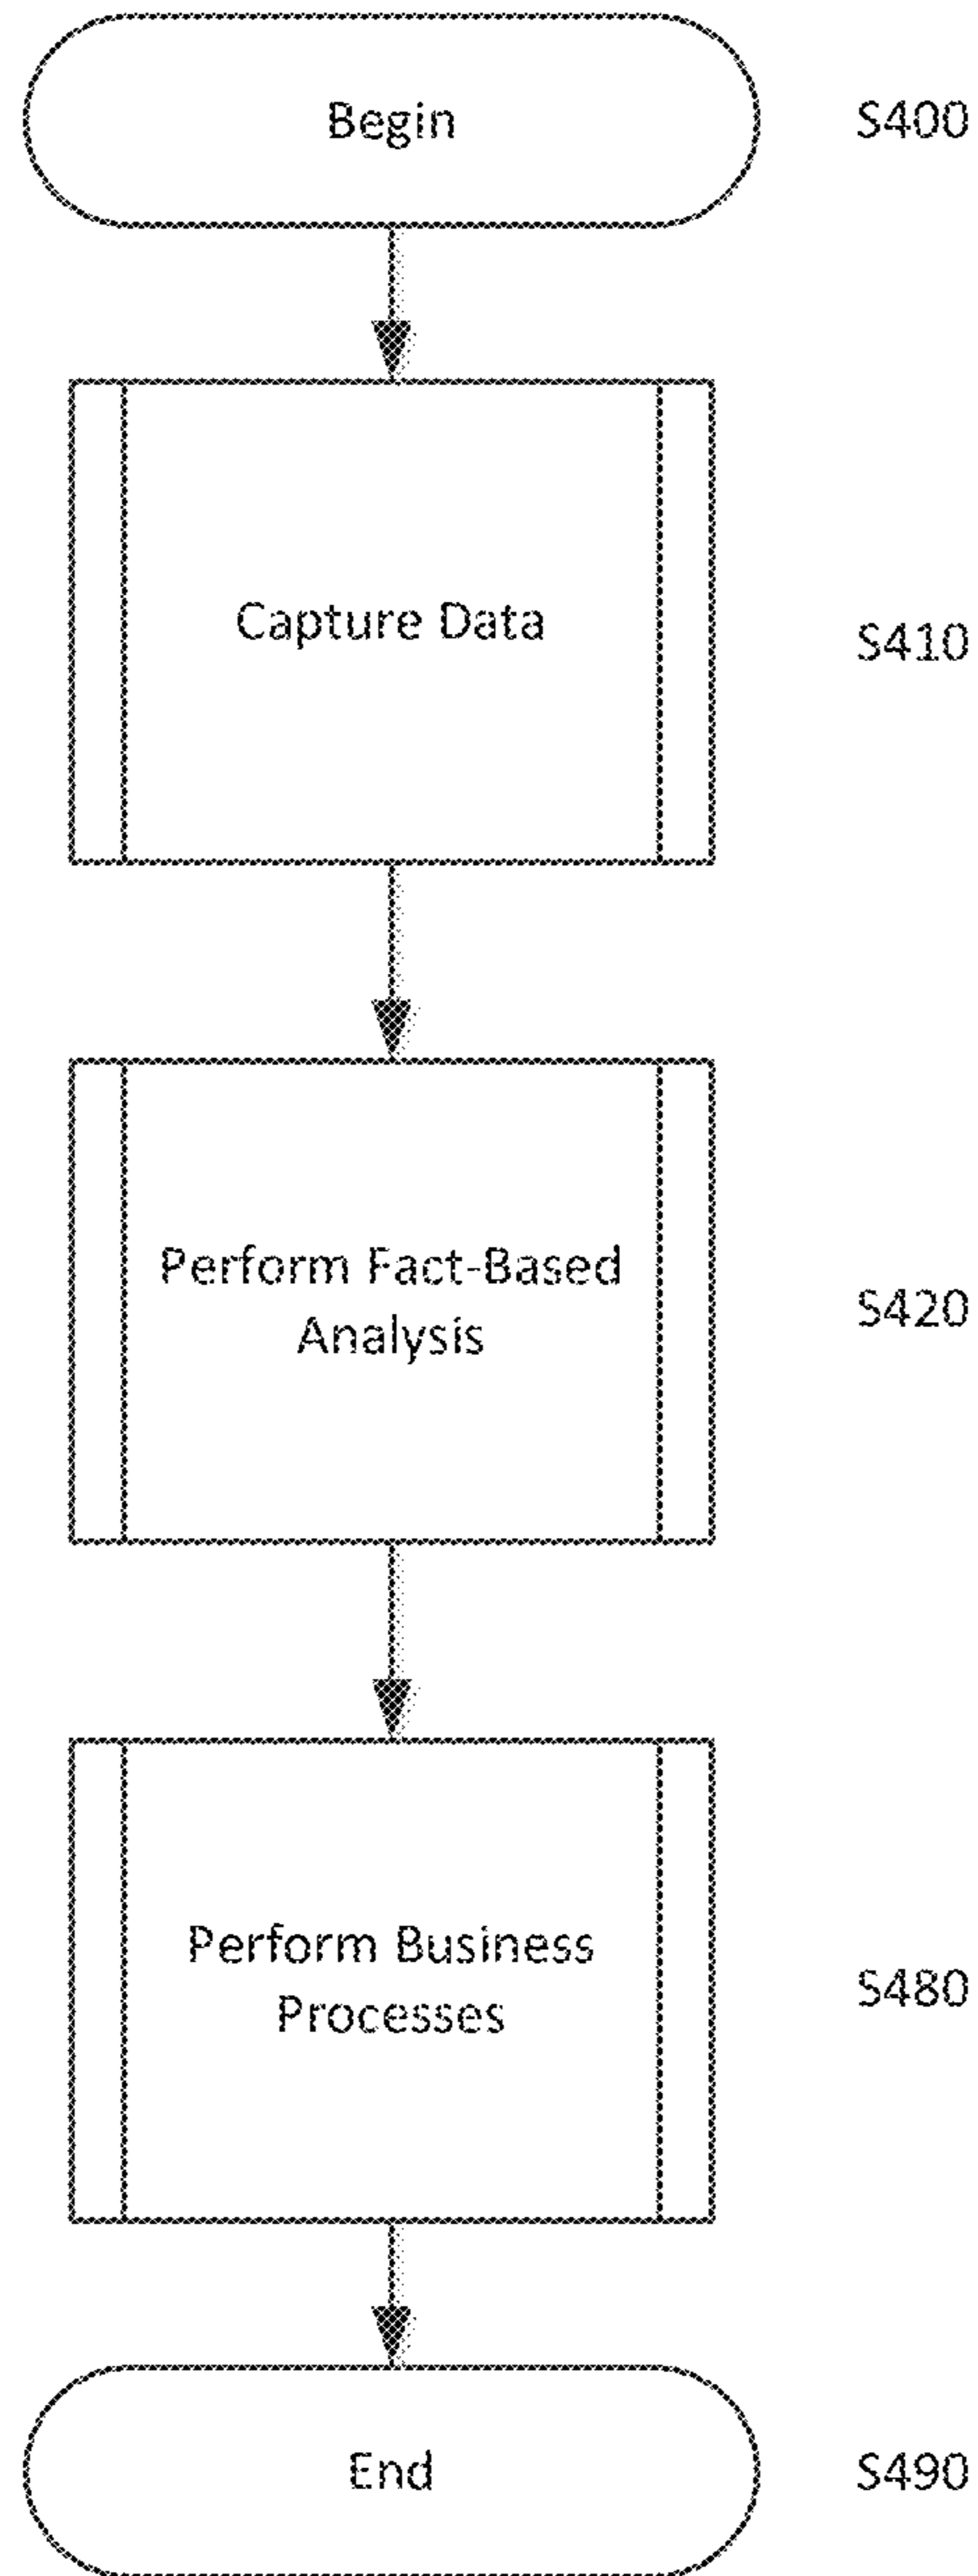 Begin
S400
Capture Data
S410
Perform Fact-Based
Analysis
S420
Perform Business
Processes
S480
End
S490